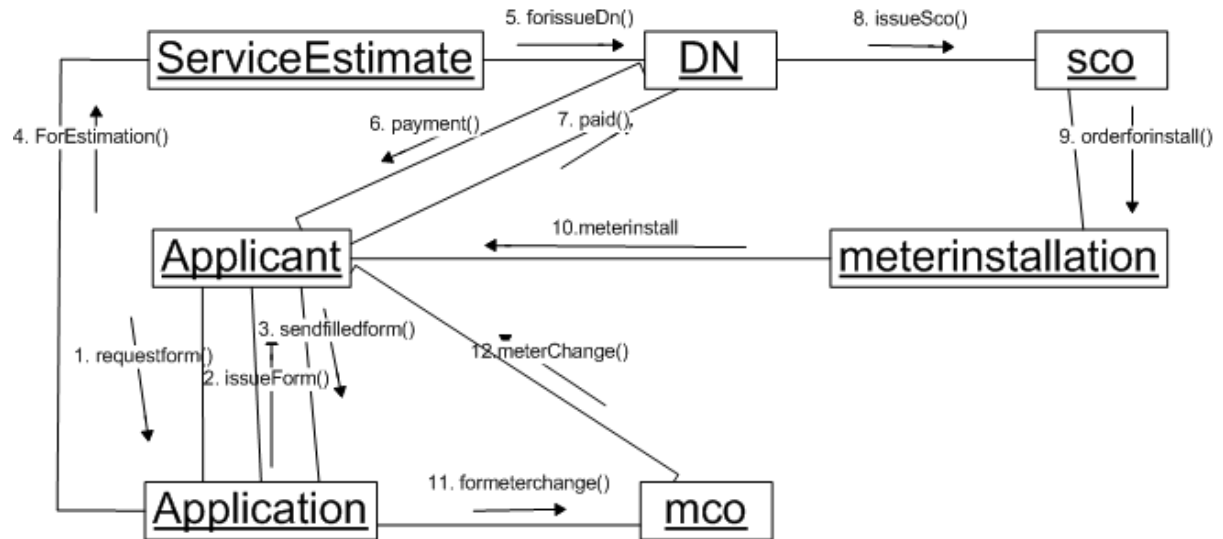 5. forissueDn()
8. issueSco()
ServiceEstimate
DN
sco
4. ForEstimation()
6. payment()
7. paid()
9. orderforinstall()
10.meterinstall
Applicant
meterinstallation
3. sendfilledform()
1. requestform()
2. issueForm()
12.meterChange()
11. formeterchange()
Application
mco